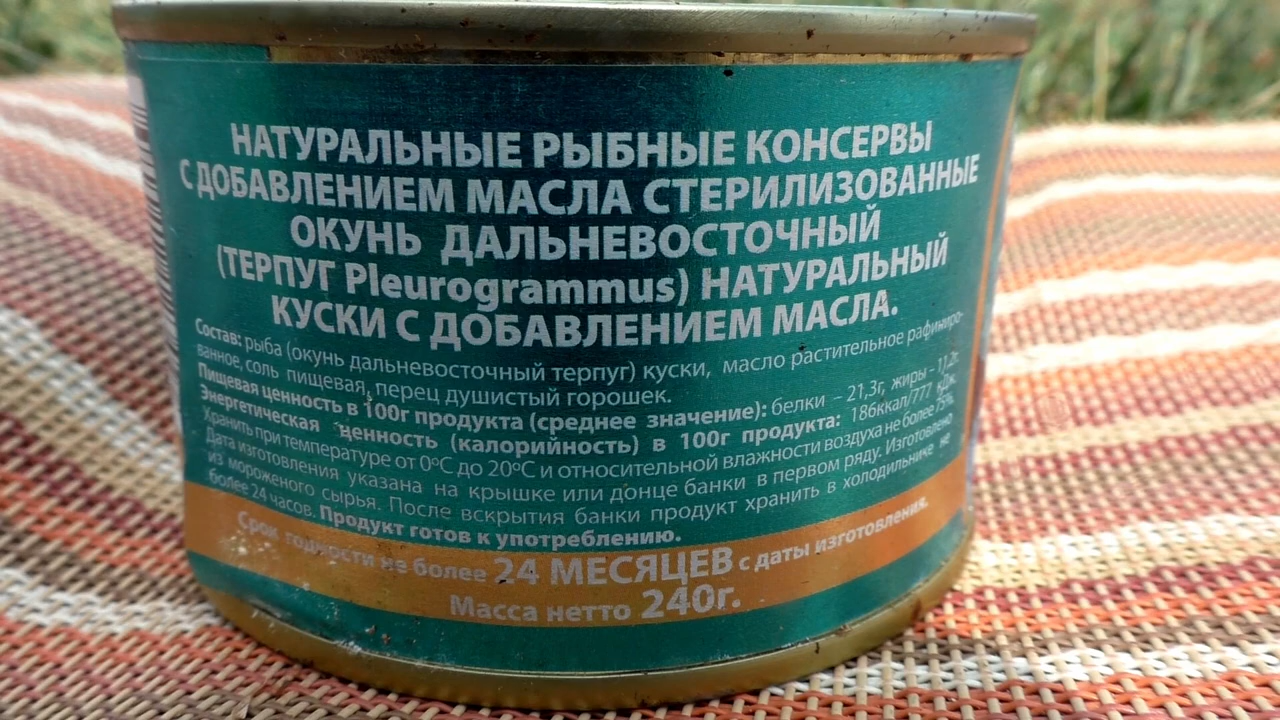 НАТУРАЛЬНЫЕ РЫБНЫЕ КОНСЕРВЫ
С ДОБАВЛЕНИЕМ МАСЛА СТЕРИЛИЗОВАННЫЕ
ОКУНЬ ДАЛЬНЕВОСТОЧНЫЙ
(ТЕРПУГ Pleurogrammus) НАТУРАЛЬНЫЙ
КУСКИ С ДОБАВЛЕНИЕМ МАСЛА.
Состав: рыба (окунь дальневосточный терпуг) куски, масло растительное рафиниро-
ванное, соль пищевая, перец душистый горошек.
Пищевая ценность в 100г продукта (среднее значение): белки – 21,3г, жиры – 11,2г.
Энергетическая ценность (калорийность) в 100г продукта: 186ккал/777 кДж.
Хранить при температуре от 0°С до 20°С и относительной влажности воздуха не более 75%.
Дата изготовления указана на крышке или донце банки в первом ряду. Изготовлено
из мороженого сырья. После вскрытия банки продукт хранить в холодильнике не
более 24 часов. Продукт готов к употреблению.
Срок годности не более 24 МЕСЯЦЕВ с даты изготовления.
Масса нетто 240г.